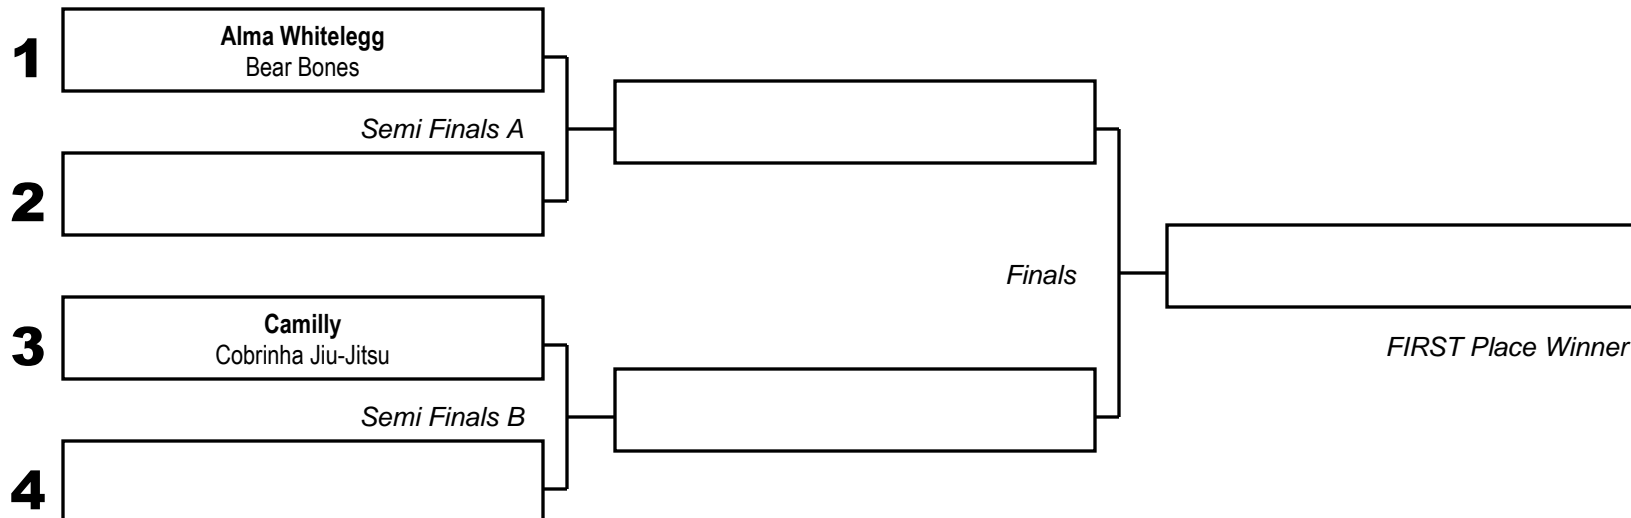 1
Alma Whitelegg
Bear Bones
Semi Finals A
2
3
Camilly
Cobrinha Jiu-Jitsu
Semi Finals B
4
Finals
FIRST Place Winner